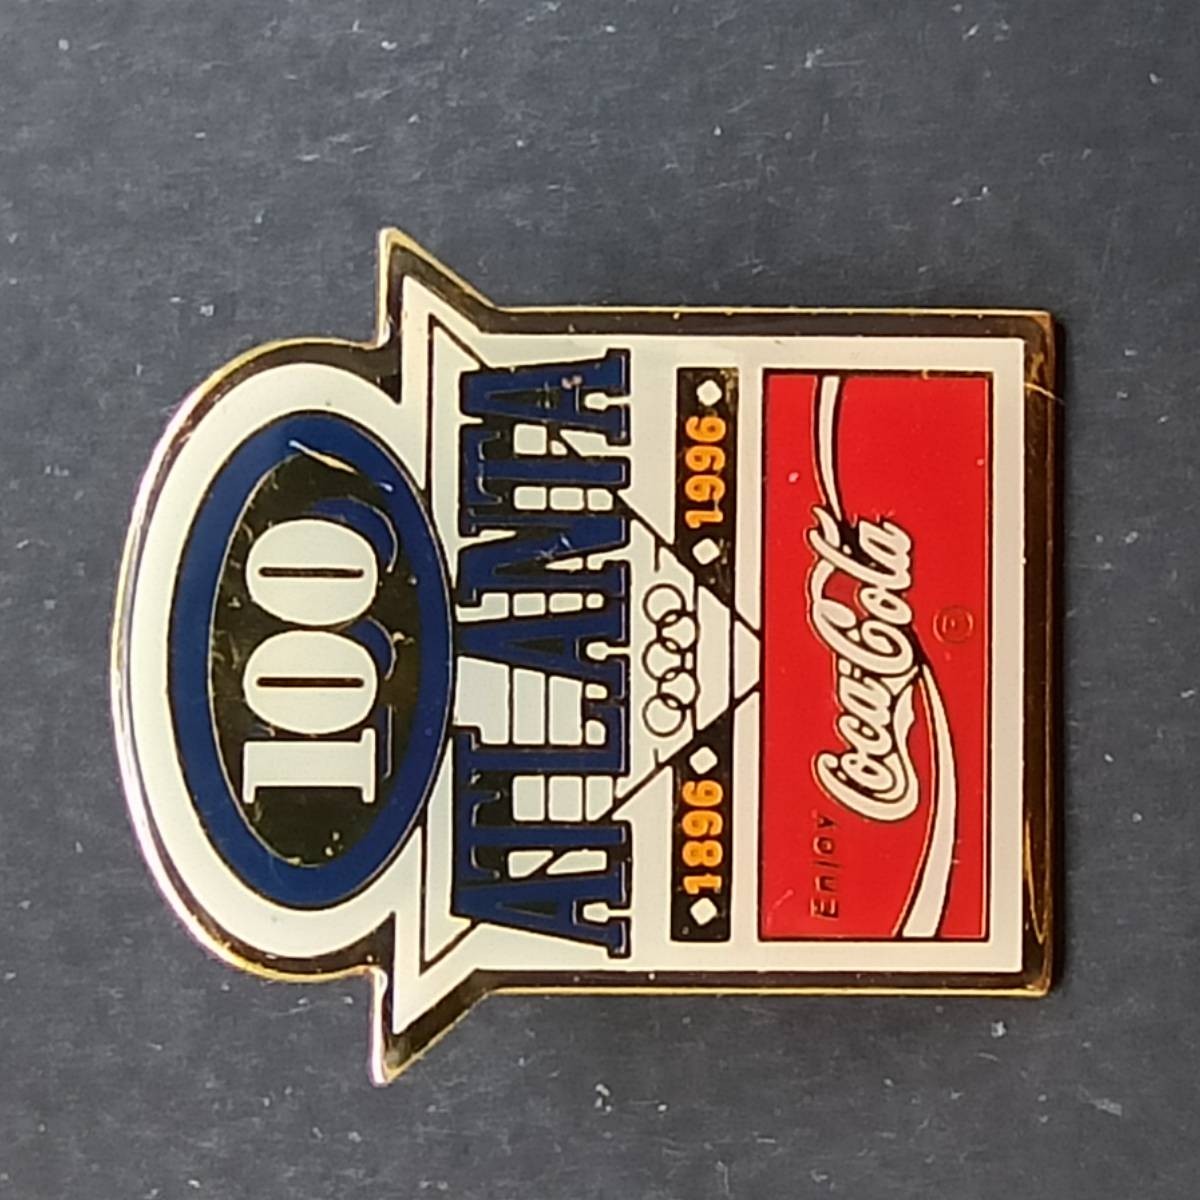 100
ATLANTA
1896 1996
Enjoy
Coca-Cola
®